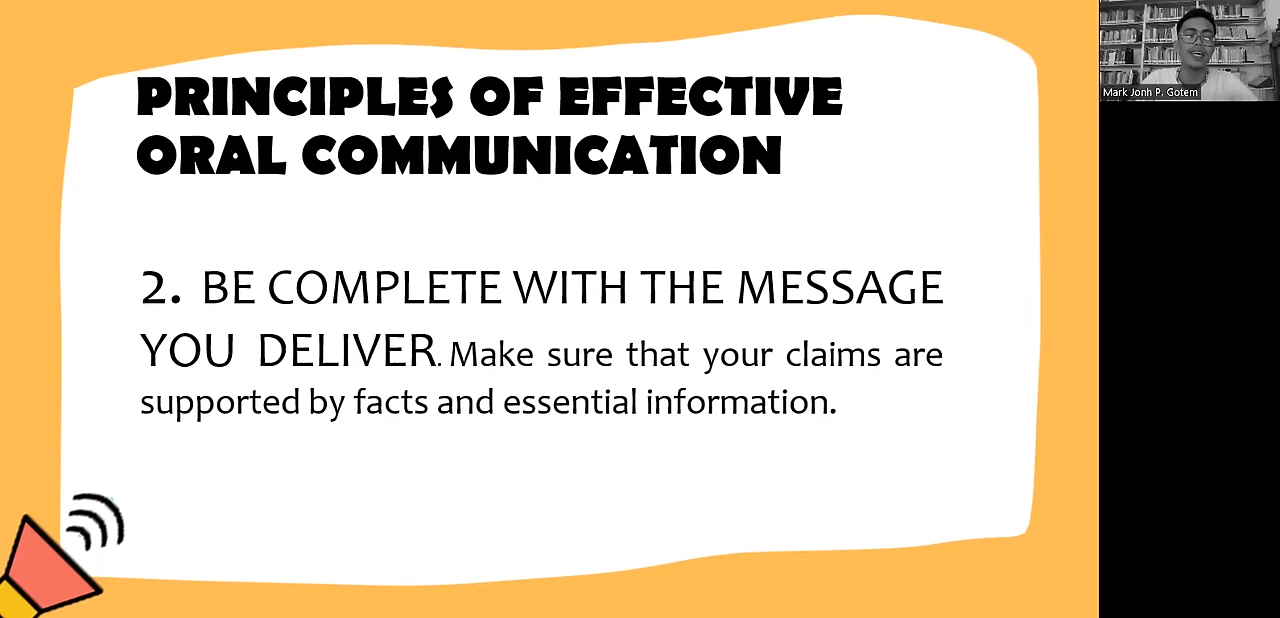 PRINCIPLES OF EFFECTIVE
ORAL COMMUNICATION
2. BE COMPLETE WITH THE MESSAGE
YOU DELIVER. Make sure that your claims are
supported by facts and essential information.
Mark Jonh P. Gotem